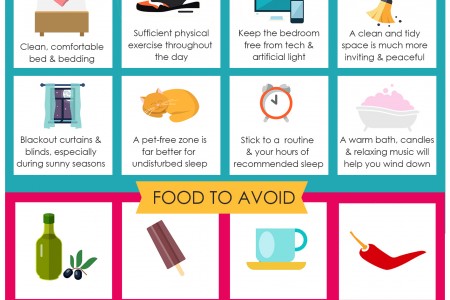 Clean, comfortable
bed & bedding
Sufficient physical
exercise throughout
the day
Keep the bedroom
free from tech &
artificial light
A clean and tidy
space is much more
inviting & peaceful
Blackout curtains &
blinds, especially
during sunny seasons
A pet-free zone is
far better for
undisturbed sleep
Stick to a routine
& your hours of
recommended sleep
A warm bath, candles
& relaxing music will
help you wind down
FOOD TO AVOID